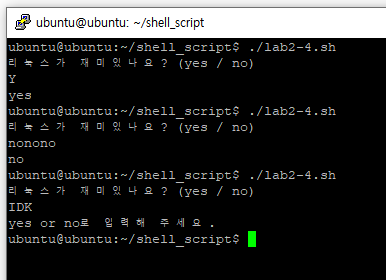 ubuntu@ubuntu: ~/shell_script
ubuntu@ubuntu:~/shell_script$ ./lab2-4.sh
리눅스가 재미있나요? (yes / no)
Y
yes
ubuntu@ubuntu:~/shell_script$ ./lab2-4.sh
리눅스가 재미있나요? (yes / no)
nonono
no
ubuntu@ubuntu:~/shell_script$ ./lab2-4.sh
리눅스가 재미있나요? (yes / no)
IDK
yes or no로 입력해 주세요.
ubuntu@ubuntu:~/shell_script$